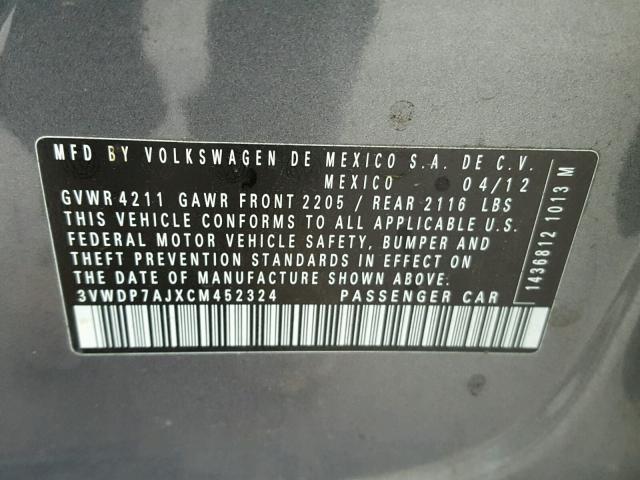 MFD BY VOLKSWAGEN DE MEXICO S.A. DE C.V.
MEXICO 04/12
GVWR 4211 GAWR FRONT 2205 / REAR 2116 LBS
THIS VEHICLE CONFORMS TO ALL APPLICABLE U.S.
FEDERAL MOTOR VEHICLE SAFETY, BUMPER AND
THEFT PREVENTION STANDARDS IN EFFECT ON
THE DATE OF MANUFACTURE SHOWN ABOVE.
3VWDP7AJXCM452324 PASSENGER CAR
1436812 1013 M